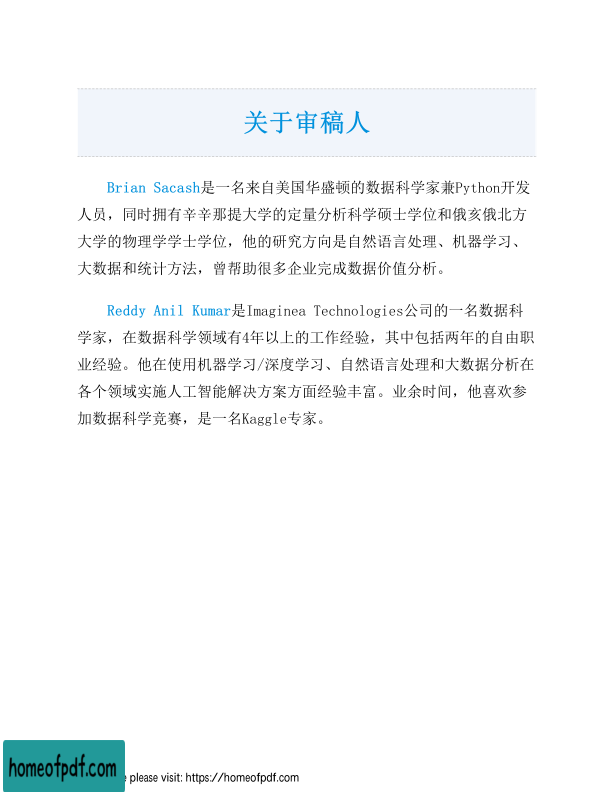 关于审稿人
Brian Sacash是一名来自美国华盛顿的数据科学家兼Python开发
人员，同时拥有辛辛那提大学的定量分析科学硕士学位和俄亥俄北方
大学的物理学学士学位，他的研究方向是自然语言处理、机器学习、
大数据和统计方法，曾帮助很多企业完成数据价值分析。
Reddy Anil Kumar是Imaginea Technologies公司的一名数据科
学家，在数据科学领域有4年以上的工作经验，其中包括两年的自由职
业经验。他在使用机器学习/深度学习、自然语言处理和大数据分析在
各个领域实施人工智能解决方案方面经验丰富。业余时间，他喜欢参
加数据科学竞赛，是一名Kaggle专家。
homeofpdf.com
please visit: https://homeofpdf.com